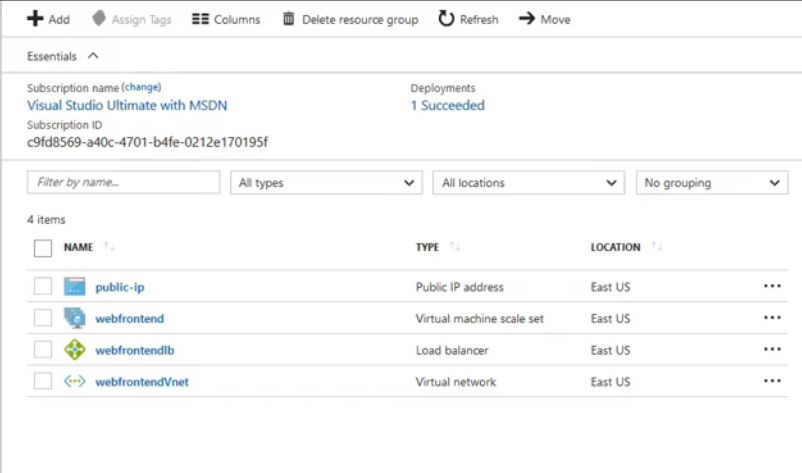 Add Assign Tags Columns Delete resource group Refresh Move
Essentials
Subscription name (change) Deployments
Visual Studio Ultimate with MSDN 1 Succeeded
Subscription ID
c9fd8569-a40c-4701-b4fe-0212e170195f
Filter by name... All types All locations No grouping
4 items
NAME TYPE LOCATION
public-ip Public IP address East US
webfrontend Virtual machine scale set East US
webfrontendlb Load balancer East US
webfrontendVnet Virtual network East US